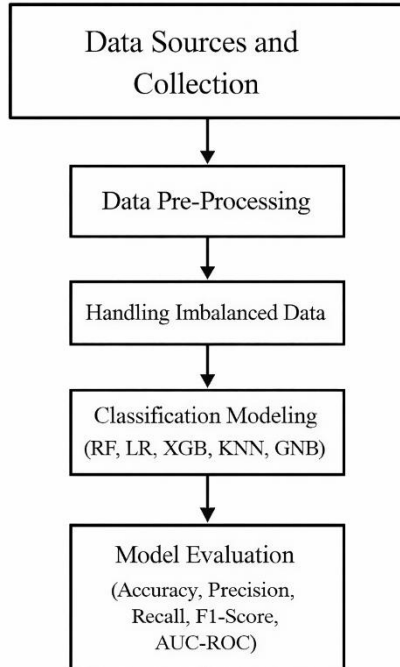 Data Sources and
Collection
Data Pre-Processing
Handling Imbalanced Data
Classification Modeling
(RF, LR, XGB, KNN, GNB)
Model Evaluation
(Accuracy, Precision,
Recall, F1-Score,
AUC-ROC)